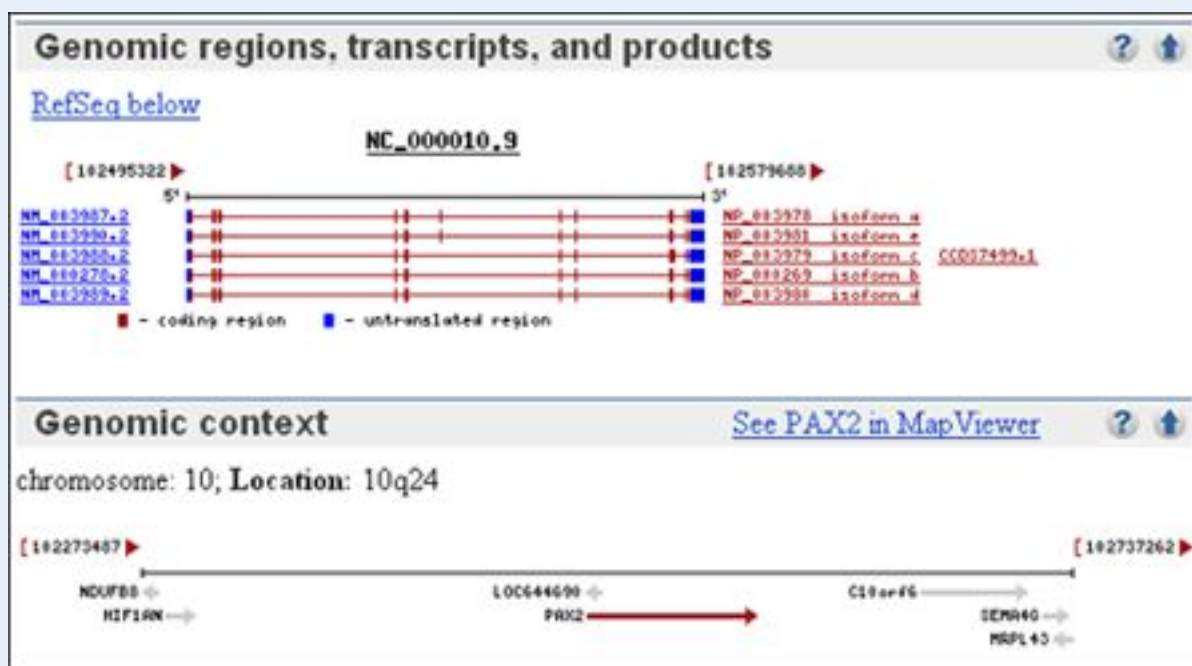 Genomic regions, transcripts, and products
RefSeq below
NC_000010.9
[102495322 [102579688
5' 3'
NM_003987.2 NP_003978 isoform a
NM_003990.2 NP_003981 isoform e
NM_003988.2 NP_003979 isoform c CCDS7499.1
NM_000278.2 NP_000269 isoform b
NM_003989.2 NP_003980 isoform d
- coding region - untranslated region
Genomic context
See PAX2 in MapViewer
chromosome: 10; Location: 10q24
[102273487 [102737262
NDUFB8 LOC644690 C10orf6
HIF1AN PAX2 SEMA4G
MRPL43